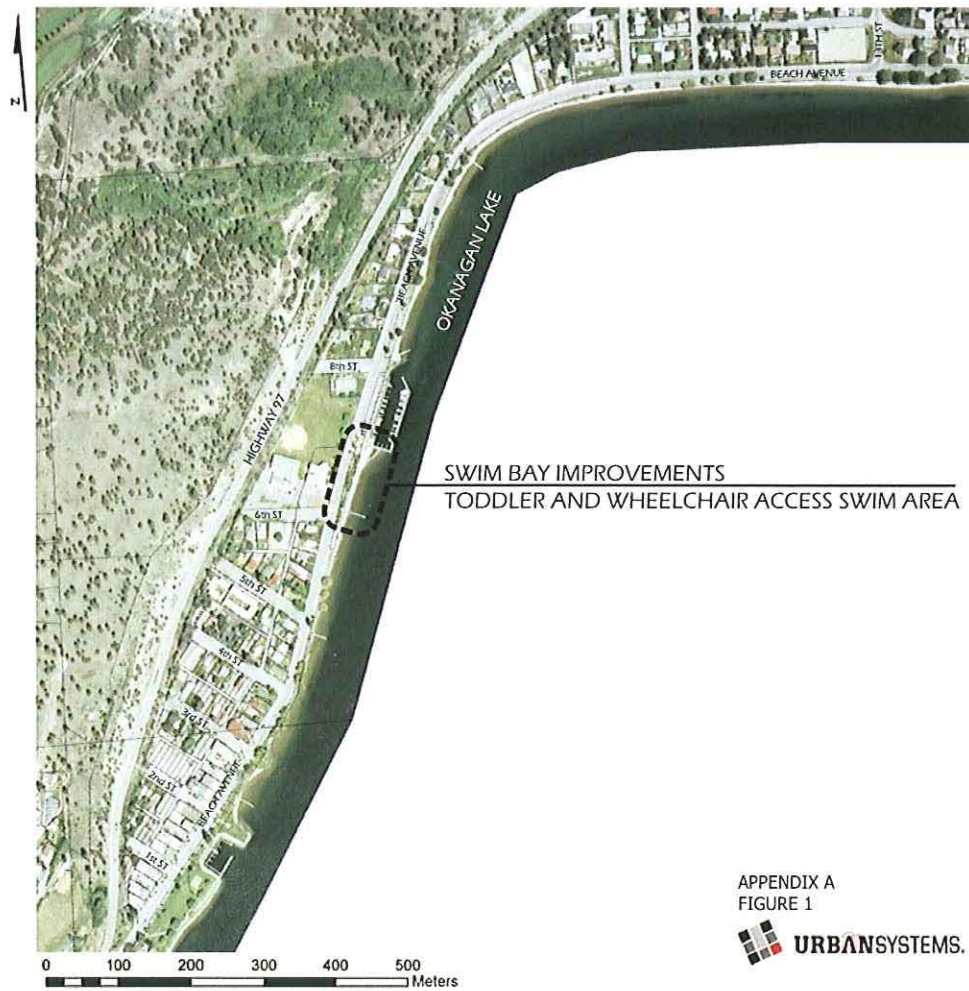 N
13TH ST
BEACH AVENUE
OKANAGAN LAKE
BEACH AVENUE
8th ST
HIGHWAY 97
SWIM BAY IMPROVEMENTS
TODDLER AND WHEELCHAIR ACCESS SWIM AREA
6th ST
5th ST
4th ST
3rd ST
2nd ST
BEACH AVENUE
1st ST
APPENDIX A
FIGURE 1
URBANSYSTEMS.
0 100 200 300 400 500
Meters